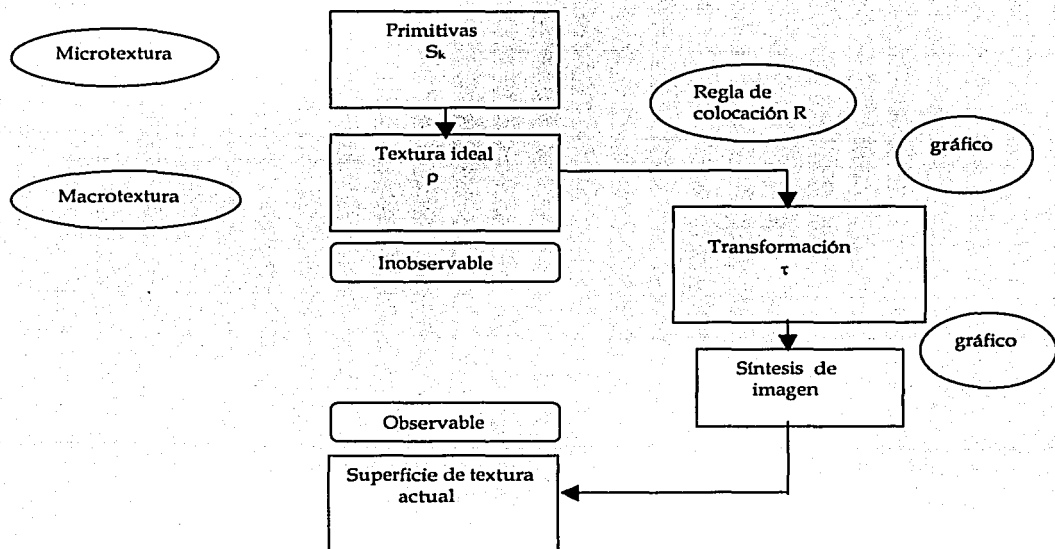 Microtextura
Primitivas
Sk
Regla de
colocación R
gráfico
Textura ideal
ρ
Macrotextura
Transformación
τ
Inobservable
gráfico
Síntesis de
imagen
Observable
Superficie de textura
actual